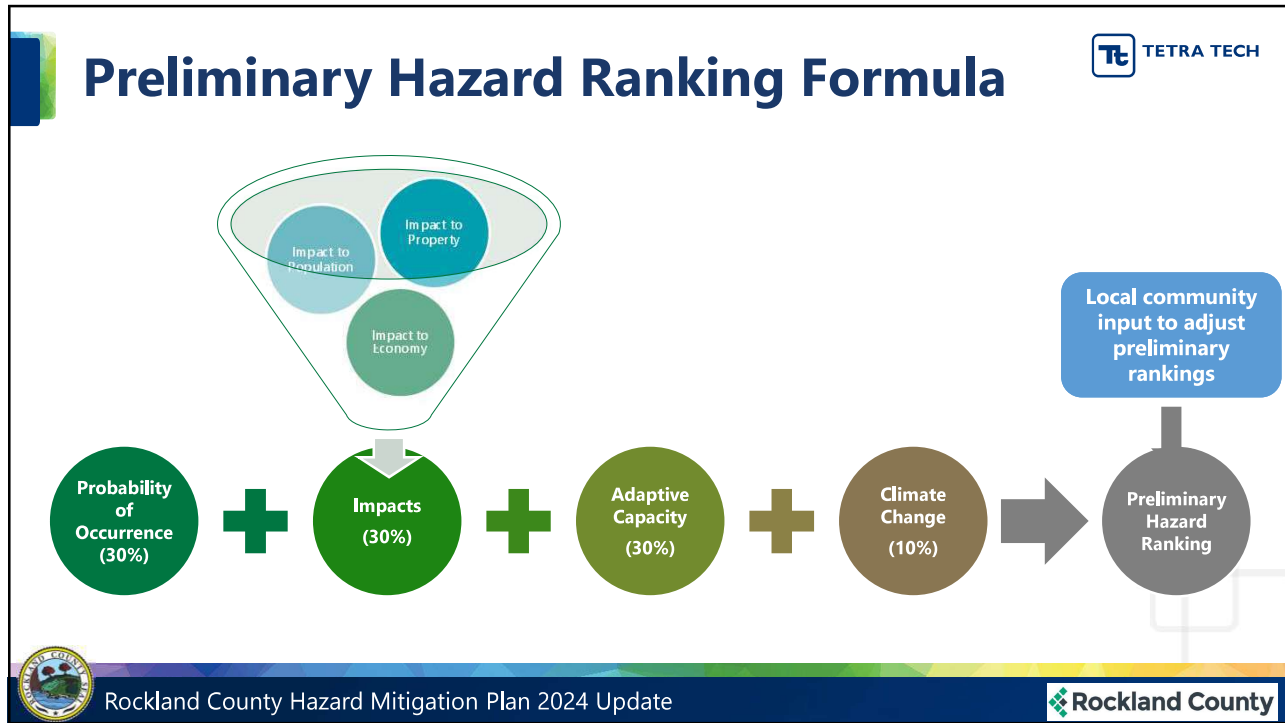 Preliminary Hazard Ranking Formula
Tt TETRA TECH
Impact to
Population
Impact to
Property
Impact to
Economy
Local community
input to adjust
preliminary
rankings
Probability
of
Occurrence
(30%)
Impacts
(30%)
Adaptive
Capacity
(30%)
Climate
Change
(10%)
Preliminary
Hazard
Ranking
Rockland County Hazard Mitigation Plan 2024 Update
Rockland County